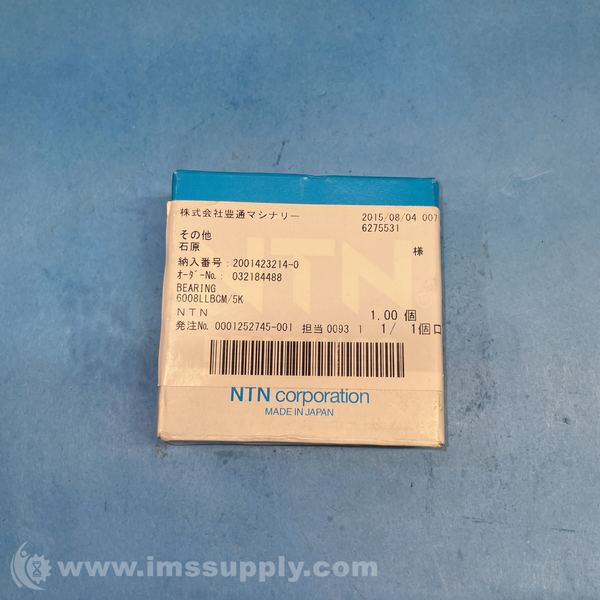 株式会社豊通マシナリー 2015/08/04 007
6275531
その他
石原 様
納入番号:2001423214-0
ｵｰﾀﾞｰNo.: 032184488
BEARING
6008LLBCM/5K
NTN 1.00 個
発注No. 0001252745-001 担当 0093 1 1/ 1個口
NTN corporation
MADE IN JAPAN
www.imssupply.com